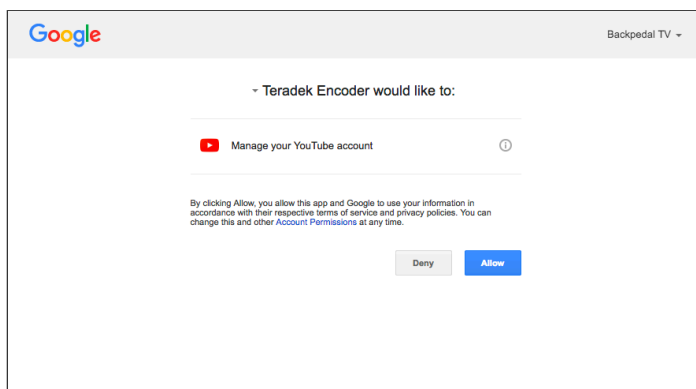 Google
Backpedal TV
Teradek Encoder would like to:
Manage your YouTube account
By clicking Allow, you allow this app and Google to use your information in
accordance with their respective terms of service and privacy policies. You can
change this and other Account Permissions at any time.
Deny
Allow